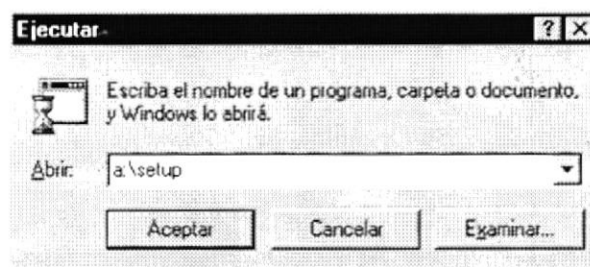 Ejecutar
Escriba el nombre de un programa, carpeta o documento,
y Windows lo abrirá.
Abrir:
a:\setup
Aceptar
Cancelar
Examinar...